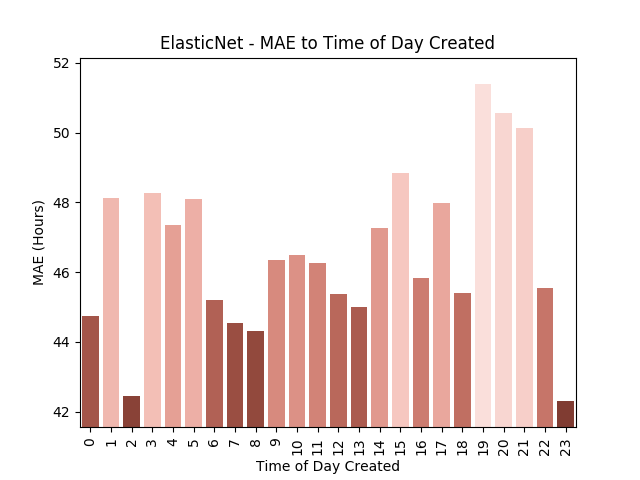 ElasticNet - MAE to Time of Day Created
MAE (Hours)
52
50
48
46
44
42
0 1 2 3 4 5 6 7 8 9 10 11 12 13 14 15 16 17 18 19 20 21 22 23
Time of Day Created